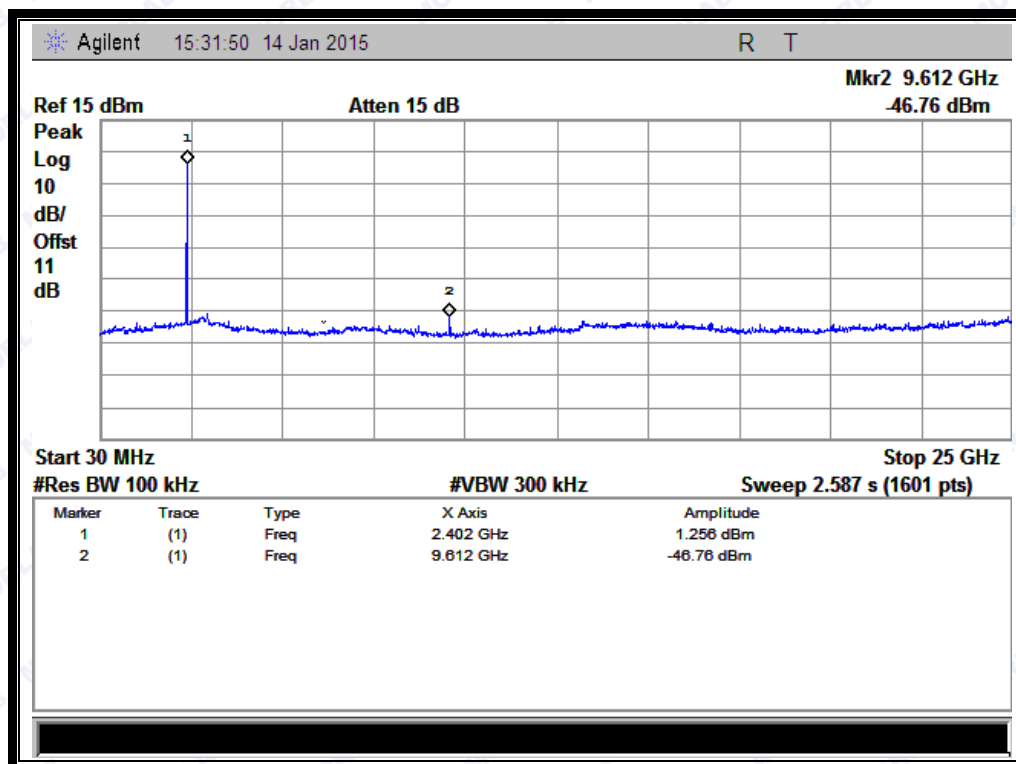 Agilent 15:31:50 14 Jan 2015 R T
Mkr2 9.612 GHz
Ref 15 dBm Atten 15 dB -46.76 dBm
Peak
Log
10
dB/
Offst
11
dB
1
2
Start 30 MHz Stop 25 GHz
#Res BW 100 kHz #VBW 300 kHz Sweep 2.587 s (1601 pts)
Marker Trace Type X Axis Amplitude
1 (1) Freq 2.402 GHz 1.256 dBm
2 (1) Freq 9.612 GHz -46.76 dBm